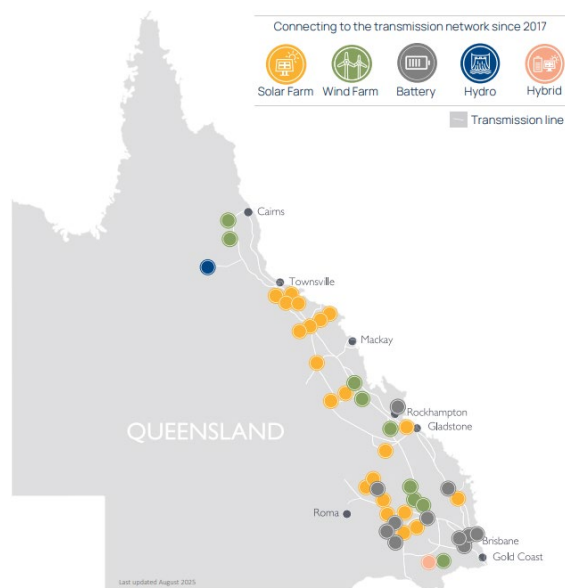 Connecting to the transmission network since 2017
Solar Farm Wind Farm Battery Hydro Hybrid
Transmission line
Cairns
Townsville
Mackay
Rockhampton
Gladstone
QUEENSLAND
Roma
Brisbane
Gold Coast
Last updated August 2025